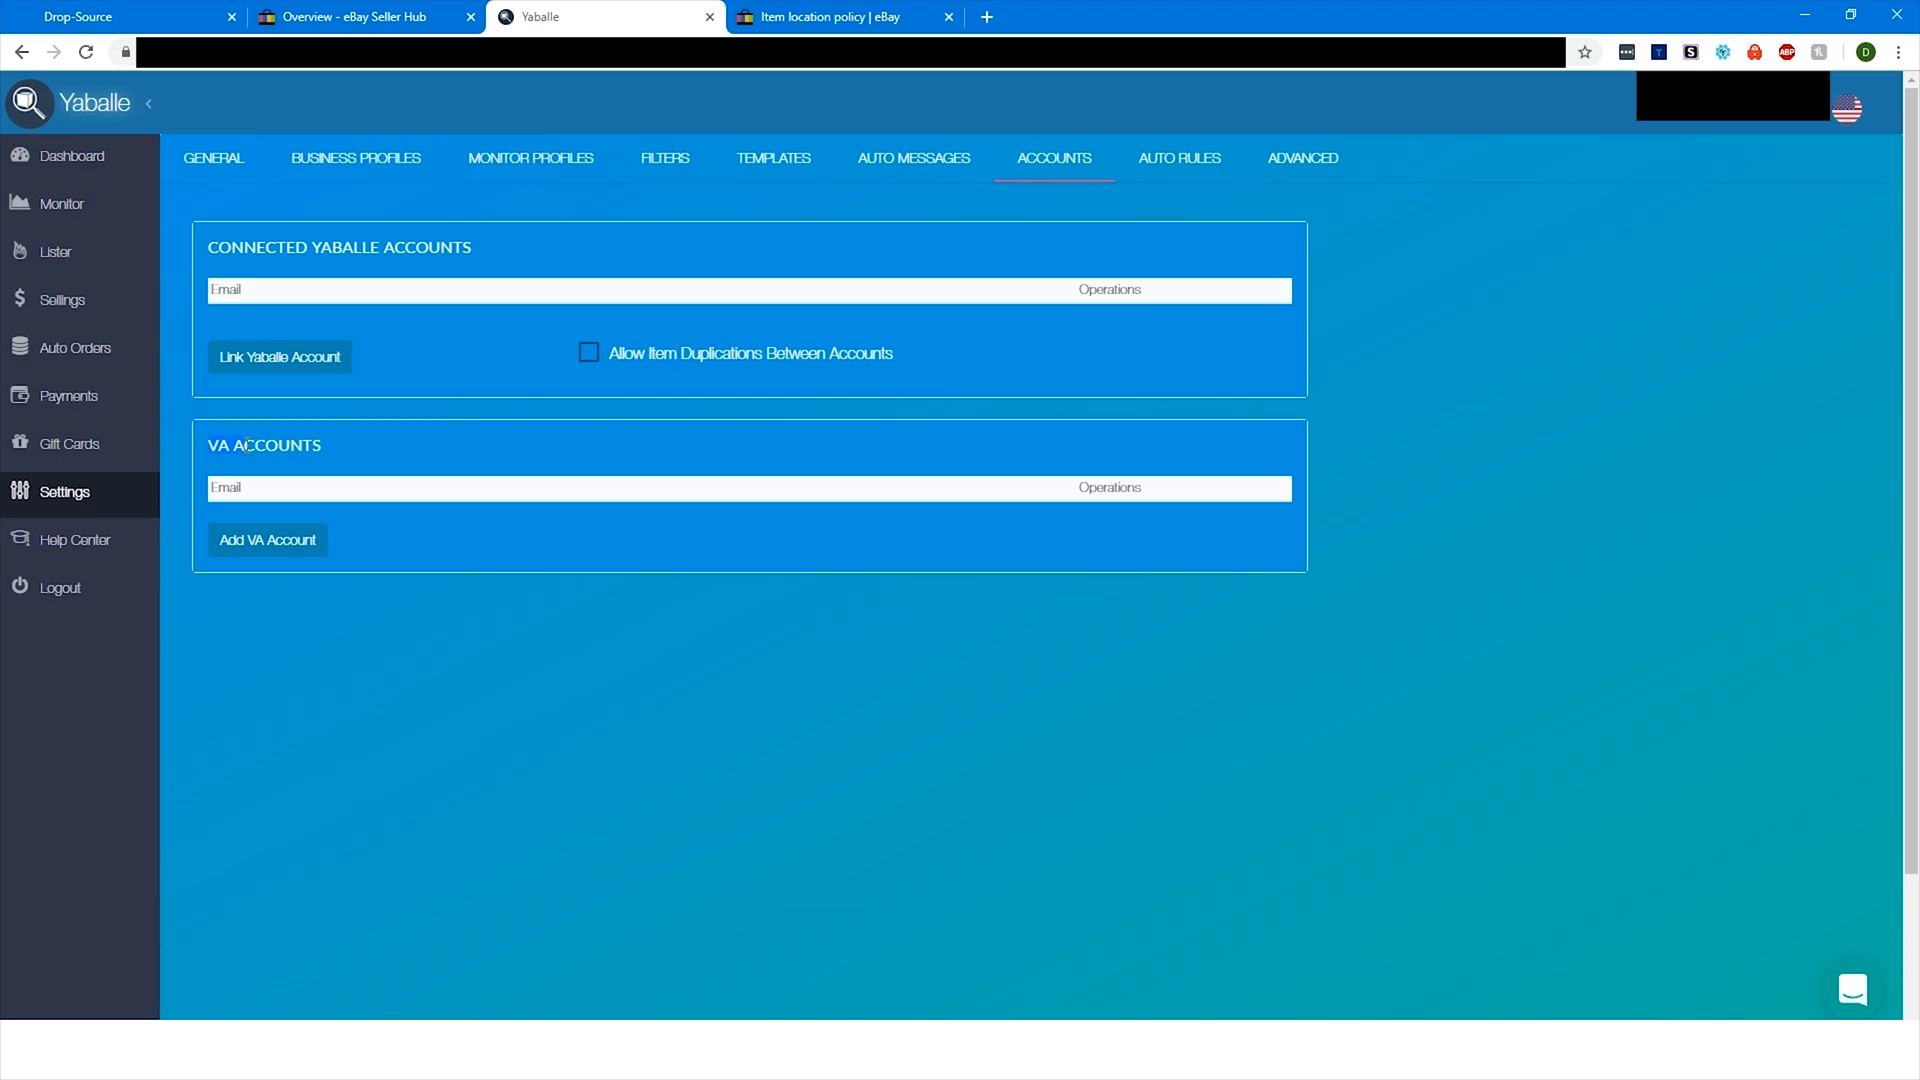 Drop-Source
Overview - eBay Seller Hub
Yaballe
Item location policy | eBay
ABP
D
Yaballe
Dashboard
Monitor
Lister
Sellings
Auto Orders
Payments
Gift Cards
Settings
Help Center
Logout
GENERAL BUSINESS PROFILES MONITOR PROFILES FILTERS TEMPLATES AUTO MESSAGES ACCOUNTS AUTO RULES ADVANCED
CONNECTED YABALLE ACCOUNTS
Email Operations
Link Yaballe Account
Allow Item Duplications Between Accounts
VA ACCOUNTS
Email Operations
Add VA Account